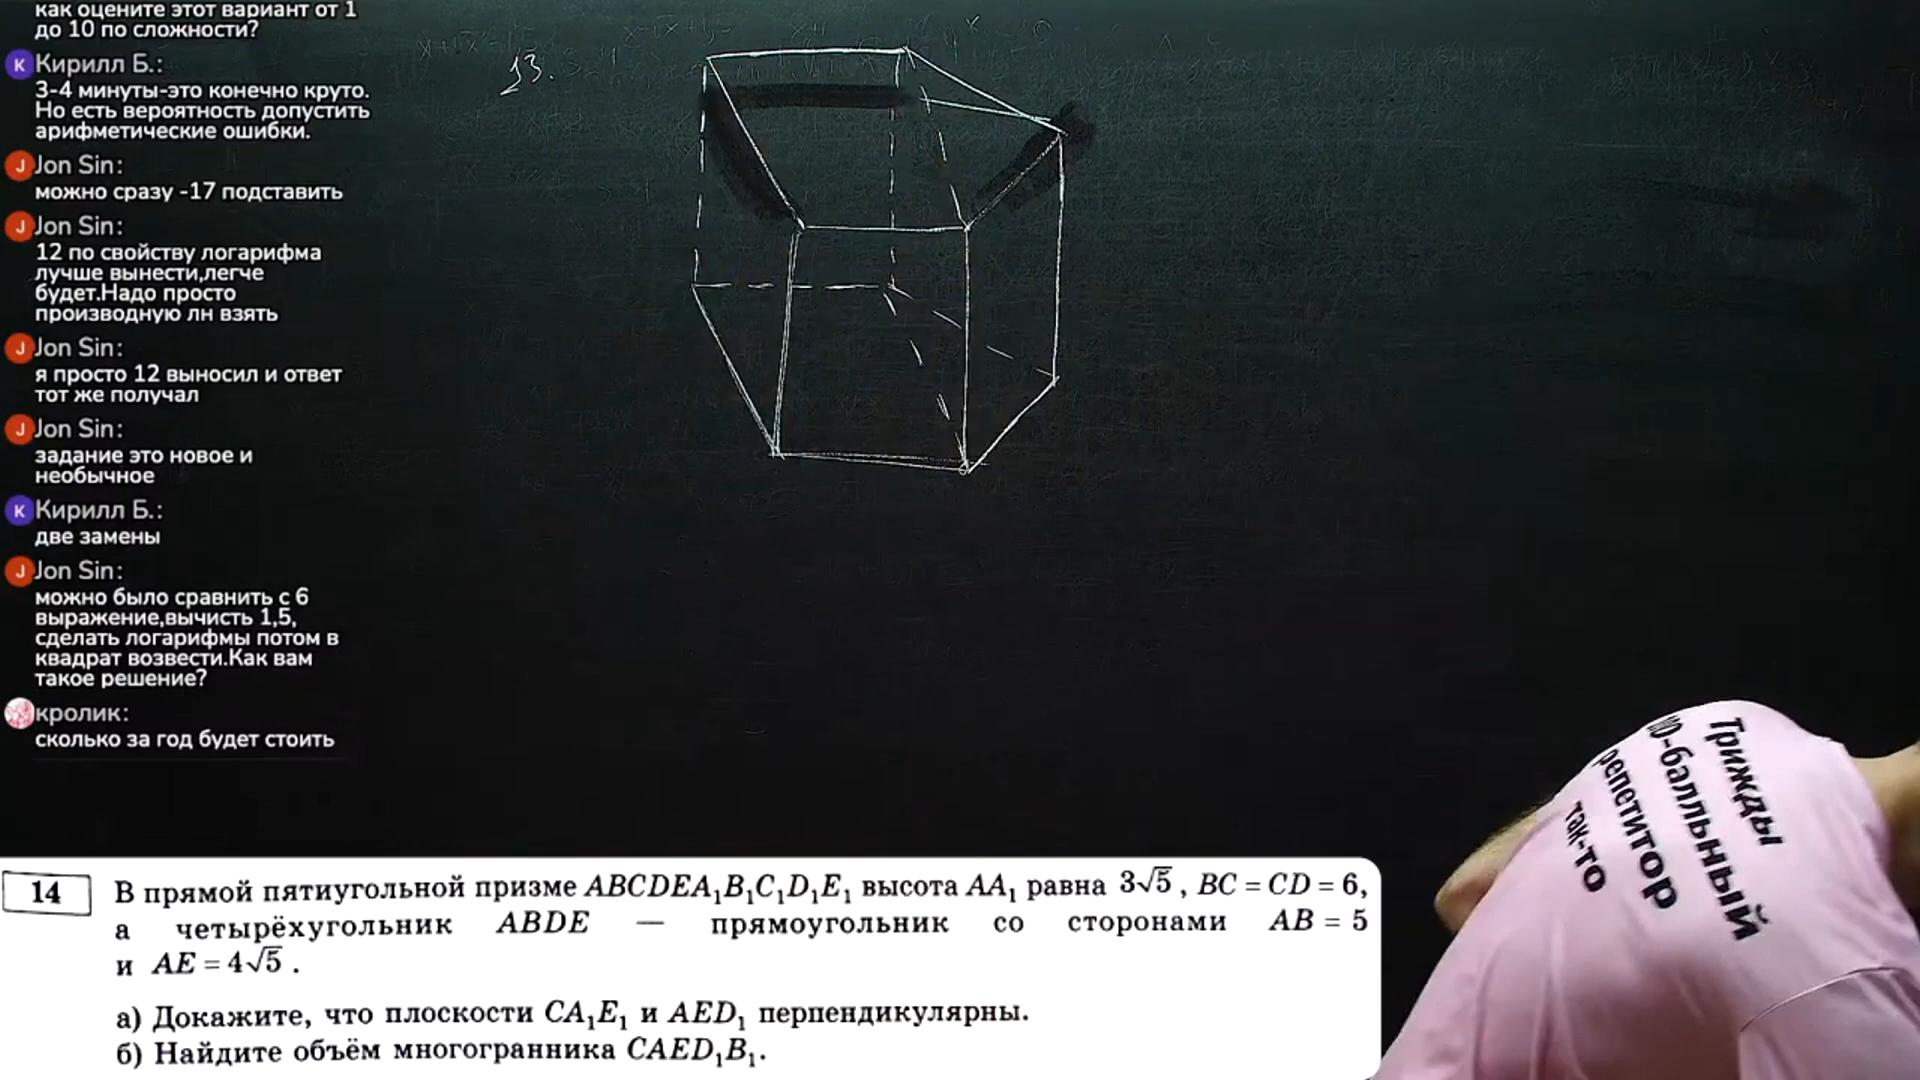 как оцените этот вариант от 1
до 10 по сложности?
К Кирилл Б.:
3-4 минуты-это конечно круто.
Но есть вероятность допустить
арифметические ошибки.
J Jon Sin:
можно сразу -17 подставить
J Jon Sin:
12 по свойству логарифма
лучше вынести,легче
будет.Надо просто
производную лн взять
J Jon Sin:
я просто 12 выносил и ответ
тот же получал
J Jon Sin:
задание это новое и
необычное
К Кирилл Б.:
две замены
J Jon Sin:
можно было сравнить с 6
выражение,вычисть 1,5,
сделать логарифмы потом в
квадрат возвести.Как вам
такое решение?
кролик:
сколько за год будет стоить
13.
Трижды
-балльный
репетитор
так-то
14 В прямой пятиугольной призме ABCDEA₁B₁C₁D₁E₁ высота AA₁ равна 3√5, BC = CD = 6,
а четырёхугольник ABDE — прямоугольник со сторонами AB = 5
и AE = 4√5.
а) Докажите, что плоскости CA₁E₁ и AED₁ перпендикулярны.
б) Найдите объём многогранника CAED₁B₁.